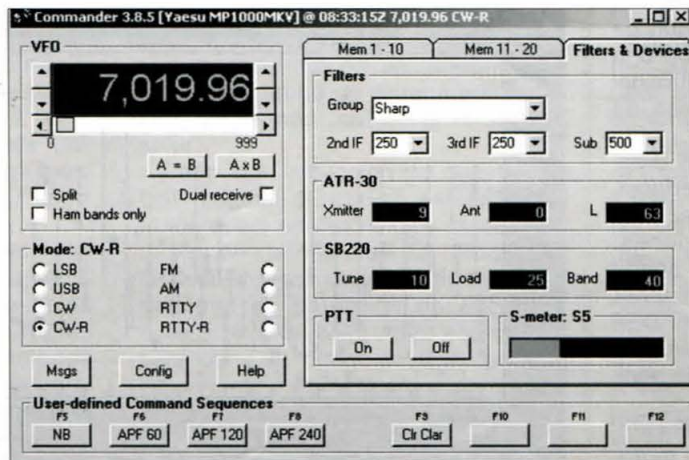 Commander 3.8.5 [Yaesu MP1000MKV] @ 08:33:15Z 7,019.96 CW-R
VFO
7,019.96
0 999
A = B A x B
Split Dual receive
Ham bands only
Mode: CW-R
LSB FM
USB AM
CW RTTY
CW-R RTTY-R
Msgs Config Help
Mem 1 - 10 Mem 11 - 20 Filters & Devices
Filters
Group Sharp
2nd IF 250 3rd IF 250 Sub 500
ATR-30
Xmitter 9 Ant 0 L 63
SB220
Tune 10 Load 25 Band 40
PTT
On Off
S-meter: S5
User-defined Command Sequences
F5 F6 F7 F8 F9 F10 F11 F12
NB APF 60 APF 120 APF 240 Clr Clar